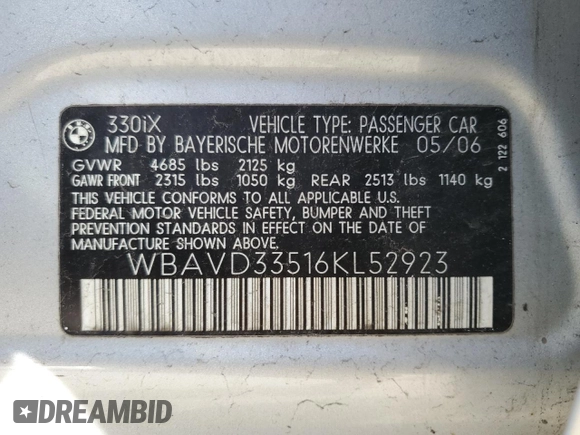 BMW
330iX VEHICLE TYPE: PASSENGER CAR
MFD BY BAYERISCHE MOTORENWERKE 05/06
GVWR 4685 lbs 2125 kg
GAWR FRONT 2315 lbs 1050 kg REAR 2513 lbs 1140 kg
THIS VEHICLE CONFORMS TO ALL APPLICABLE U.S.
FEDERAL MOTOR VEHICLE SAFETY, BUMPER AND THEFT
PREVENTION STANDARDS IN EFFECT ON THE DATE OF
MANUFACTURE SHOWN ABOVE.
WBAVD33516KL52923
2 122 606
DREAMBID